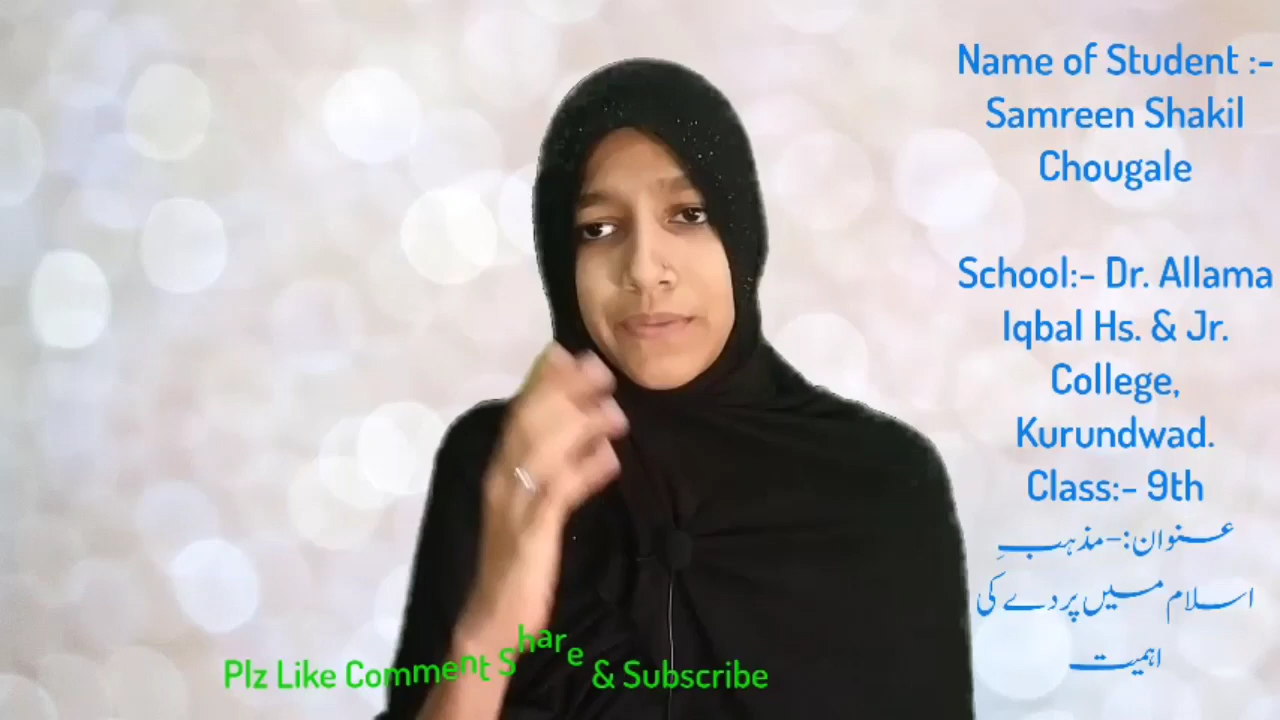 Name of Student :-
Samreen Shakil
Chougale
School:- Dr. Allama
Iqbal Hs. & Jr.
College,
Kurundwad.
Class:- 9th
عنوان:-مذہبِ
اسلام میں پردے کی
اہمیت
Plz Like Comment Share & Subscribe